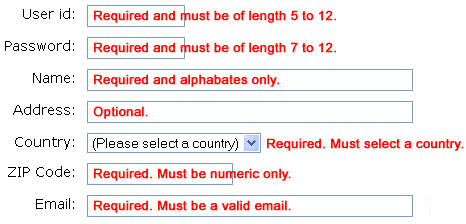 User id: Required and must be of length 5 to 12.
Password: Required and must be of length 7 to 12.
Name: Required and alphabates only.
Address: Optional.
Country: (Please select a country) Required. Must select a country.
ZIP Code: Required. Must be numeric only.
Email: Required. Must be a valid email.